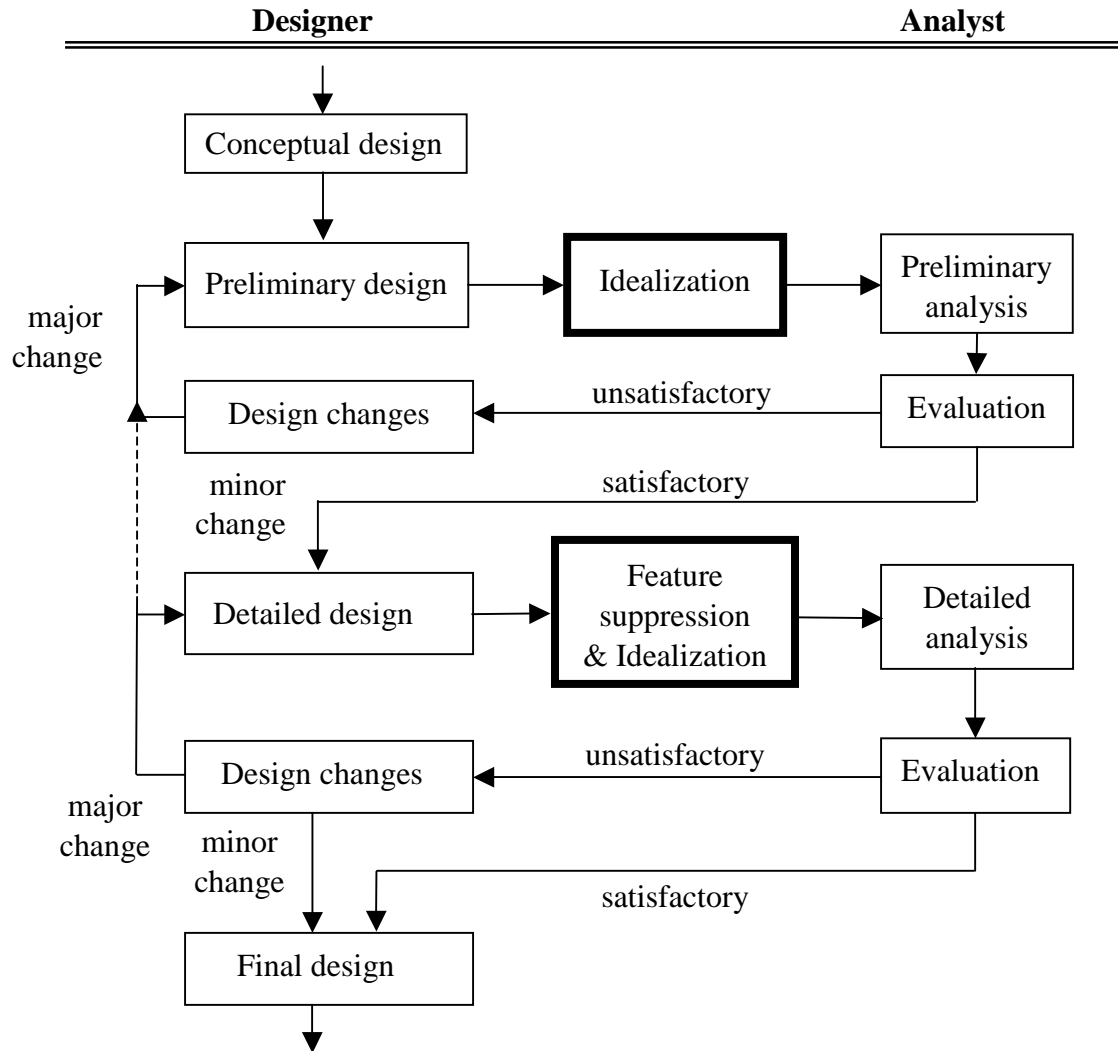 Designer
Analyst
Conceptual design
Preliminary design
Idealization
Preliminary
analysis
major
change
Design changes
unsatisfactory
Evaluation
minor
change
satisfactory
Detailed design
Feature
suppression
& Idealization
Detailed
analysis
Design changes
unsatisfactory
Evaluation
major
change
minor
change
satisfactory
Final design